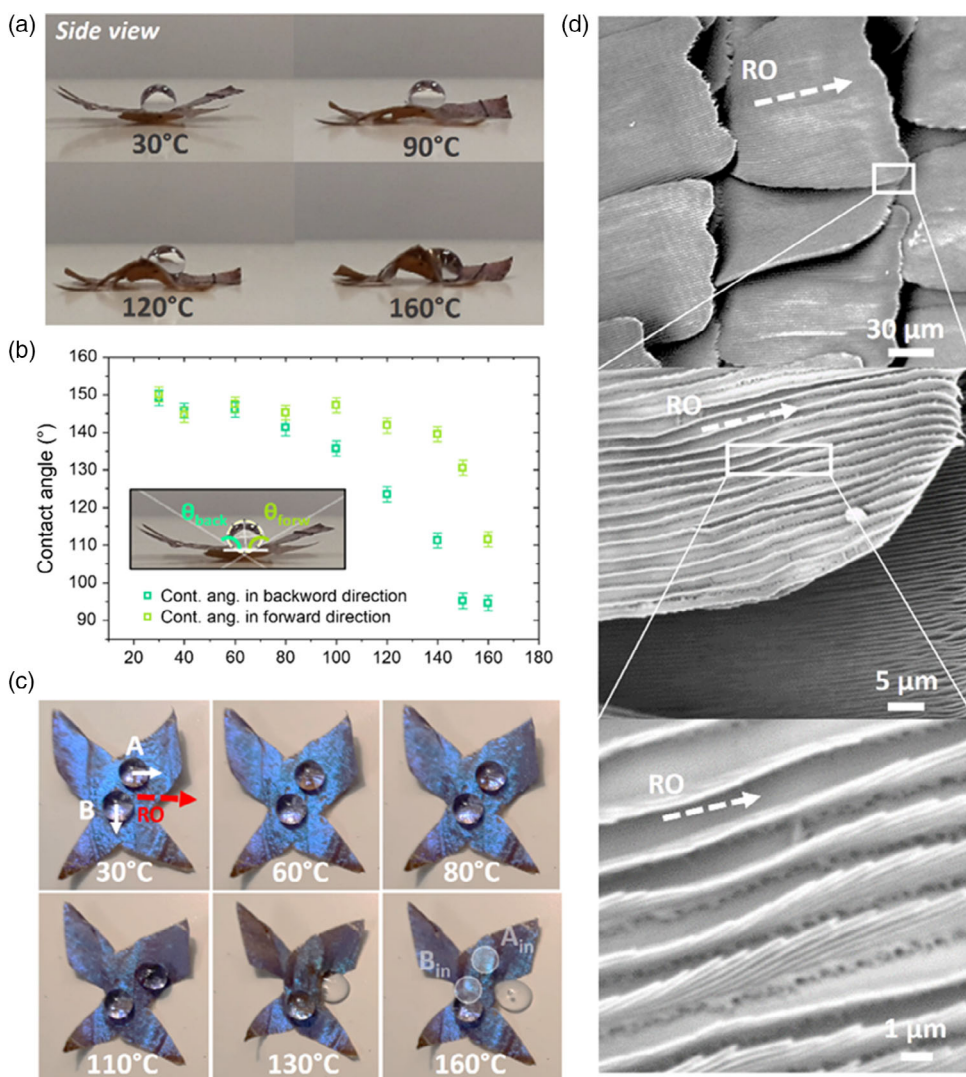 (a)
Side view
30°C
90°C
120°C
160°C
(b)
160
150
140
130
120
110
100
90
Contact angle (°)
θback
θforw
Cont. ang. in backword direction
Cont. ang. in forward direction
20
40
60
80
100
120
140
160
180
(c)
A
B
RO
30°C
60°C
80°C
110°C
130°C
Ain
Bin
160°C
(d)
RO
30 µm
RO
5 µm
RO
1 µm